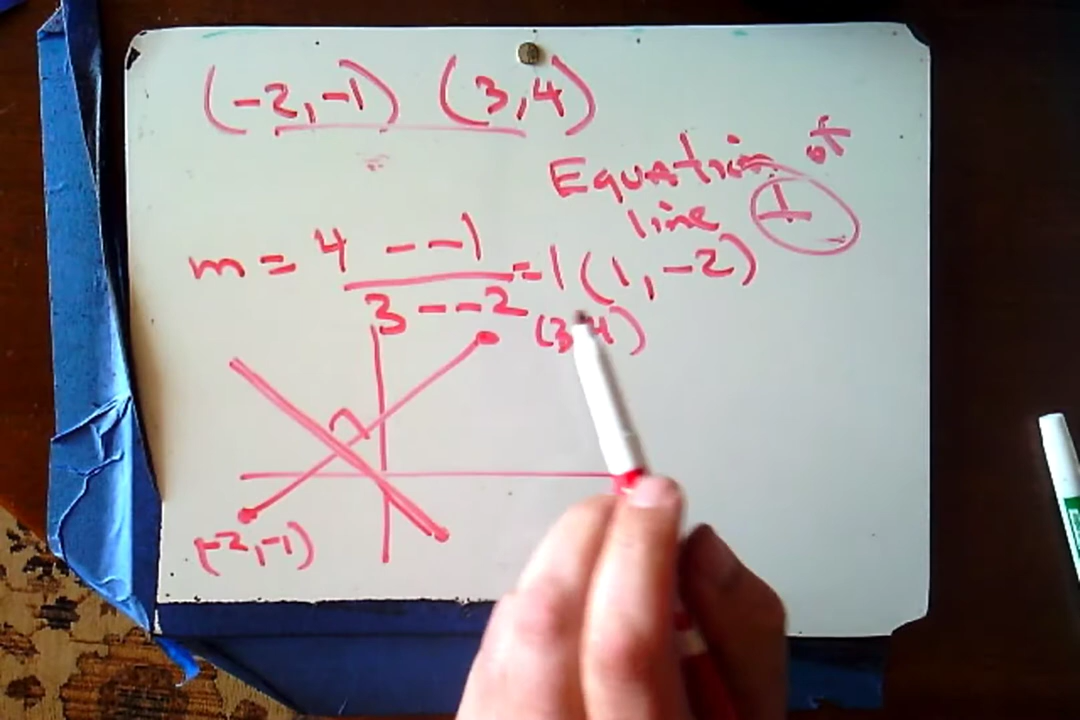 (-2,-1) (3,4)
Equation of
line ⊥
m = 4 - -1 / 3 - -2 = 1 (1,-2)
(3,4)
(-2,-1)